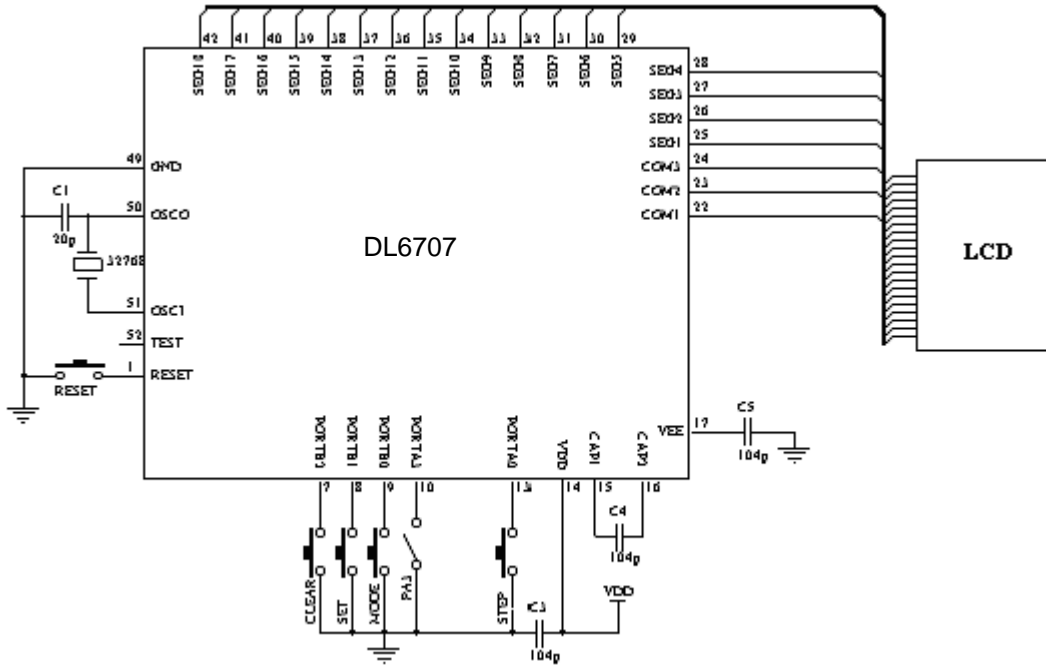 42 41 40 39 38 37 36 35 34 33 32 31 30 29
SEG18 SEG17 SEG16 SEG15 SEG14 SEG13 SEG12 SEG11 SEG10 SEG9 SEG8 SEG7 SEG6 SEG5
SEG4 28
SEG3 27
SEG2 26
SEG1 25
COM3 24
COM2 23
COM1 22
49 GND
C1
20p
50 OSCO
32768
51 OSCI
52 TEST
1 RESET
RESET
DL6707
LCD
VEE 17
C5
104p
PORTB2 PORTB1 PORTB0 PORTA3 PORTA0 VDD CAP1 CAP2
7 8 9 10 13 14 15 16
C4
104p
CLEAR SET MODE PA3 STEP
VDD
C3
104p